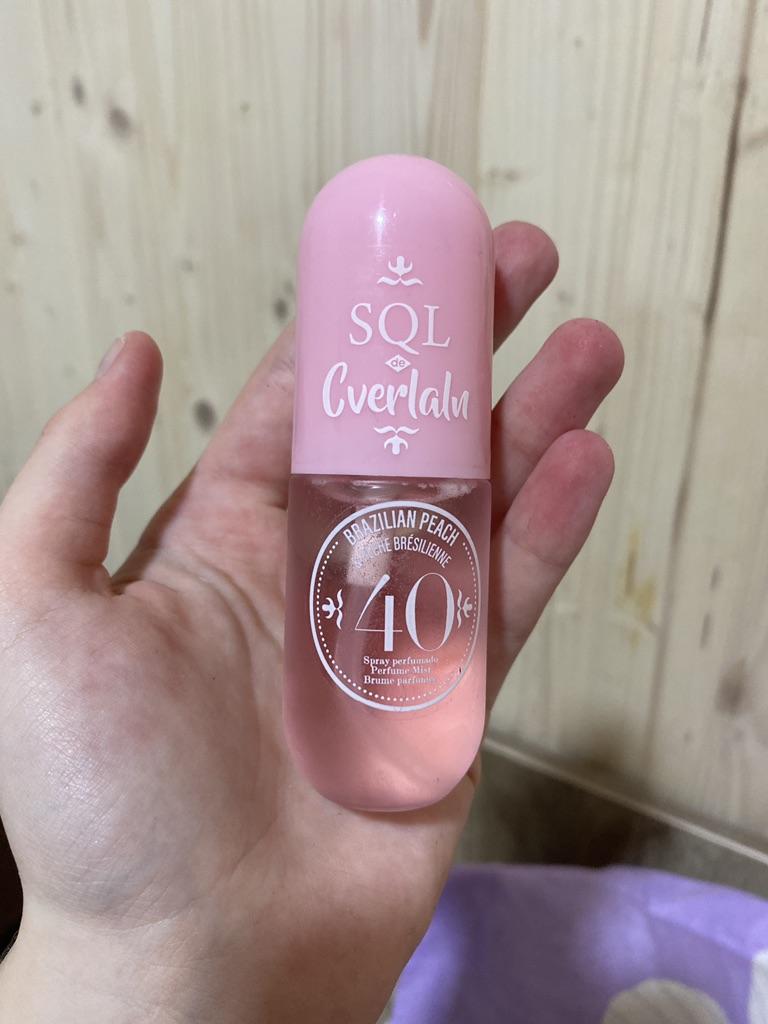 SQL
de
Cverlaln
BRAZILIAN PEACH
BRÉSILIENNE
40
Spray perfumado
Perfume Mist
Brume parfumée